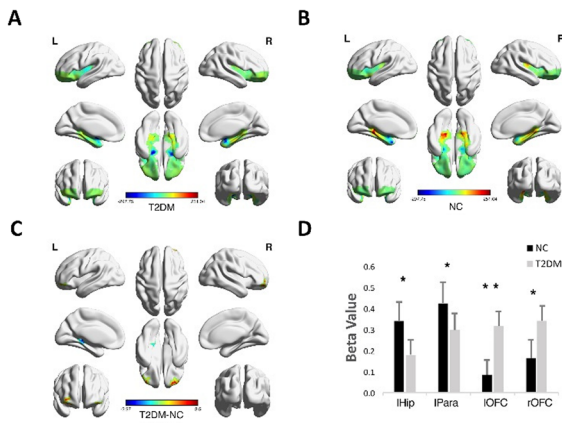 A
L
R
T2DM
B
L
NC
C
L
R
T2DM-NC
D
NC
T2DM
Beta Value
0.6
0.5
0.4
0.3
0.2
0.1
0.0
*
*
* *
*
lHip
lPara
lOFC
rOFC